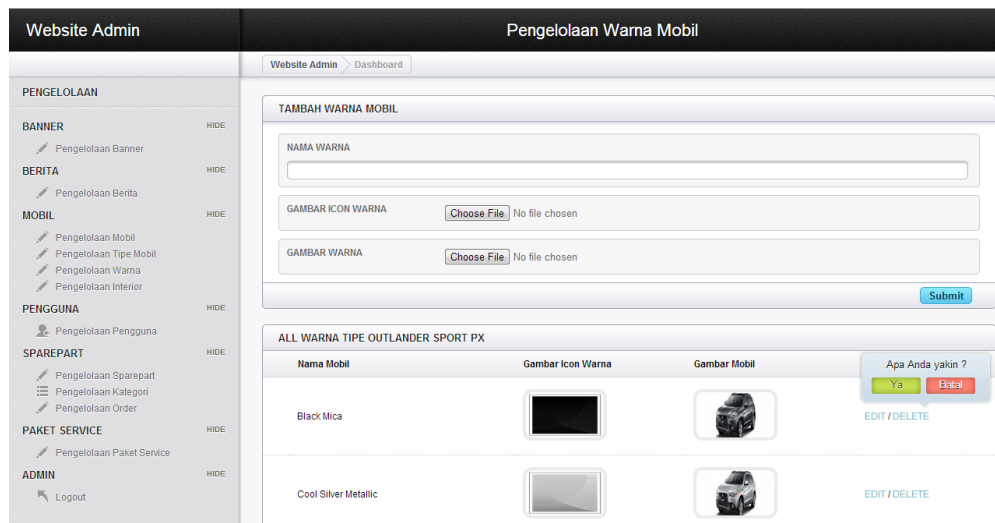 Website Admin
Pengelolaan Warna Mobil
Website Admin
Dashboard
PENGELOLAAN
BANNER HIDE
Pengelolaan Banner
BERITA HIDE
Pengelolaan Berita
MOBIL HIDE
Pengelolaan Mobil
Pengelolaan Tipe Mobil
Pengelolaan Warna
Pengelolaan Interior
PENGGUNA HIDE
Pengelolaan Pengguna
SPAREPART HIDE
Pengelolaan Sparepart
Pengelolaan Kategori
Pengelolaan Order
PAKET SERVICE HIDE
Pengelolaan Paket Service
ADMIN HIDE
Logout
TAMBAH WARNA MOBIL
NAMA WARNA
GAMBAR ICON WARNA Choose File No file chosen
GAMBAR WARNA Choose File No file chosen
Submit
ALL WARNA TIPE OUTLANDER SPORT PX
Nama Mobil Gambar Icon Warna Gambar Mobil
Apa Anda yakin ?
Ya Batal
Black Mica EDIT / DELETE
Cool Silver Metallic EDIT / DELETE